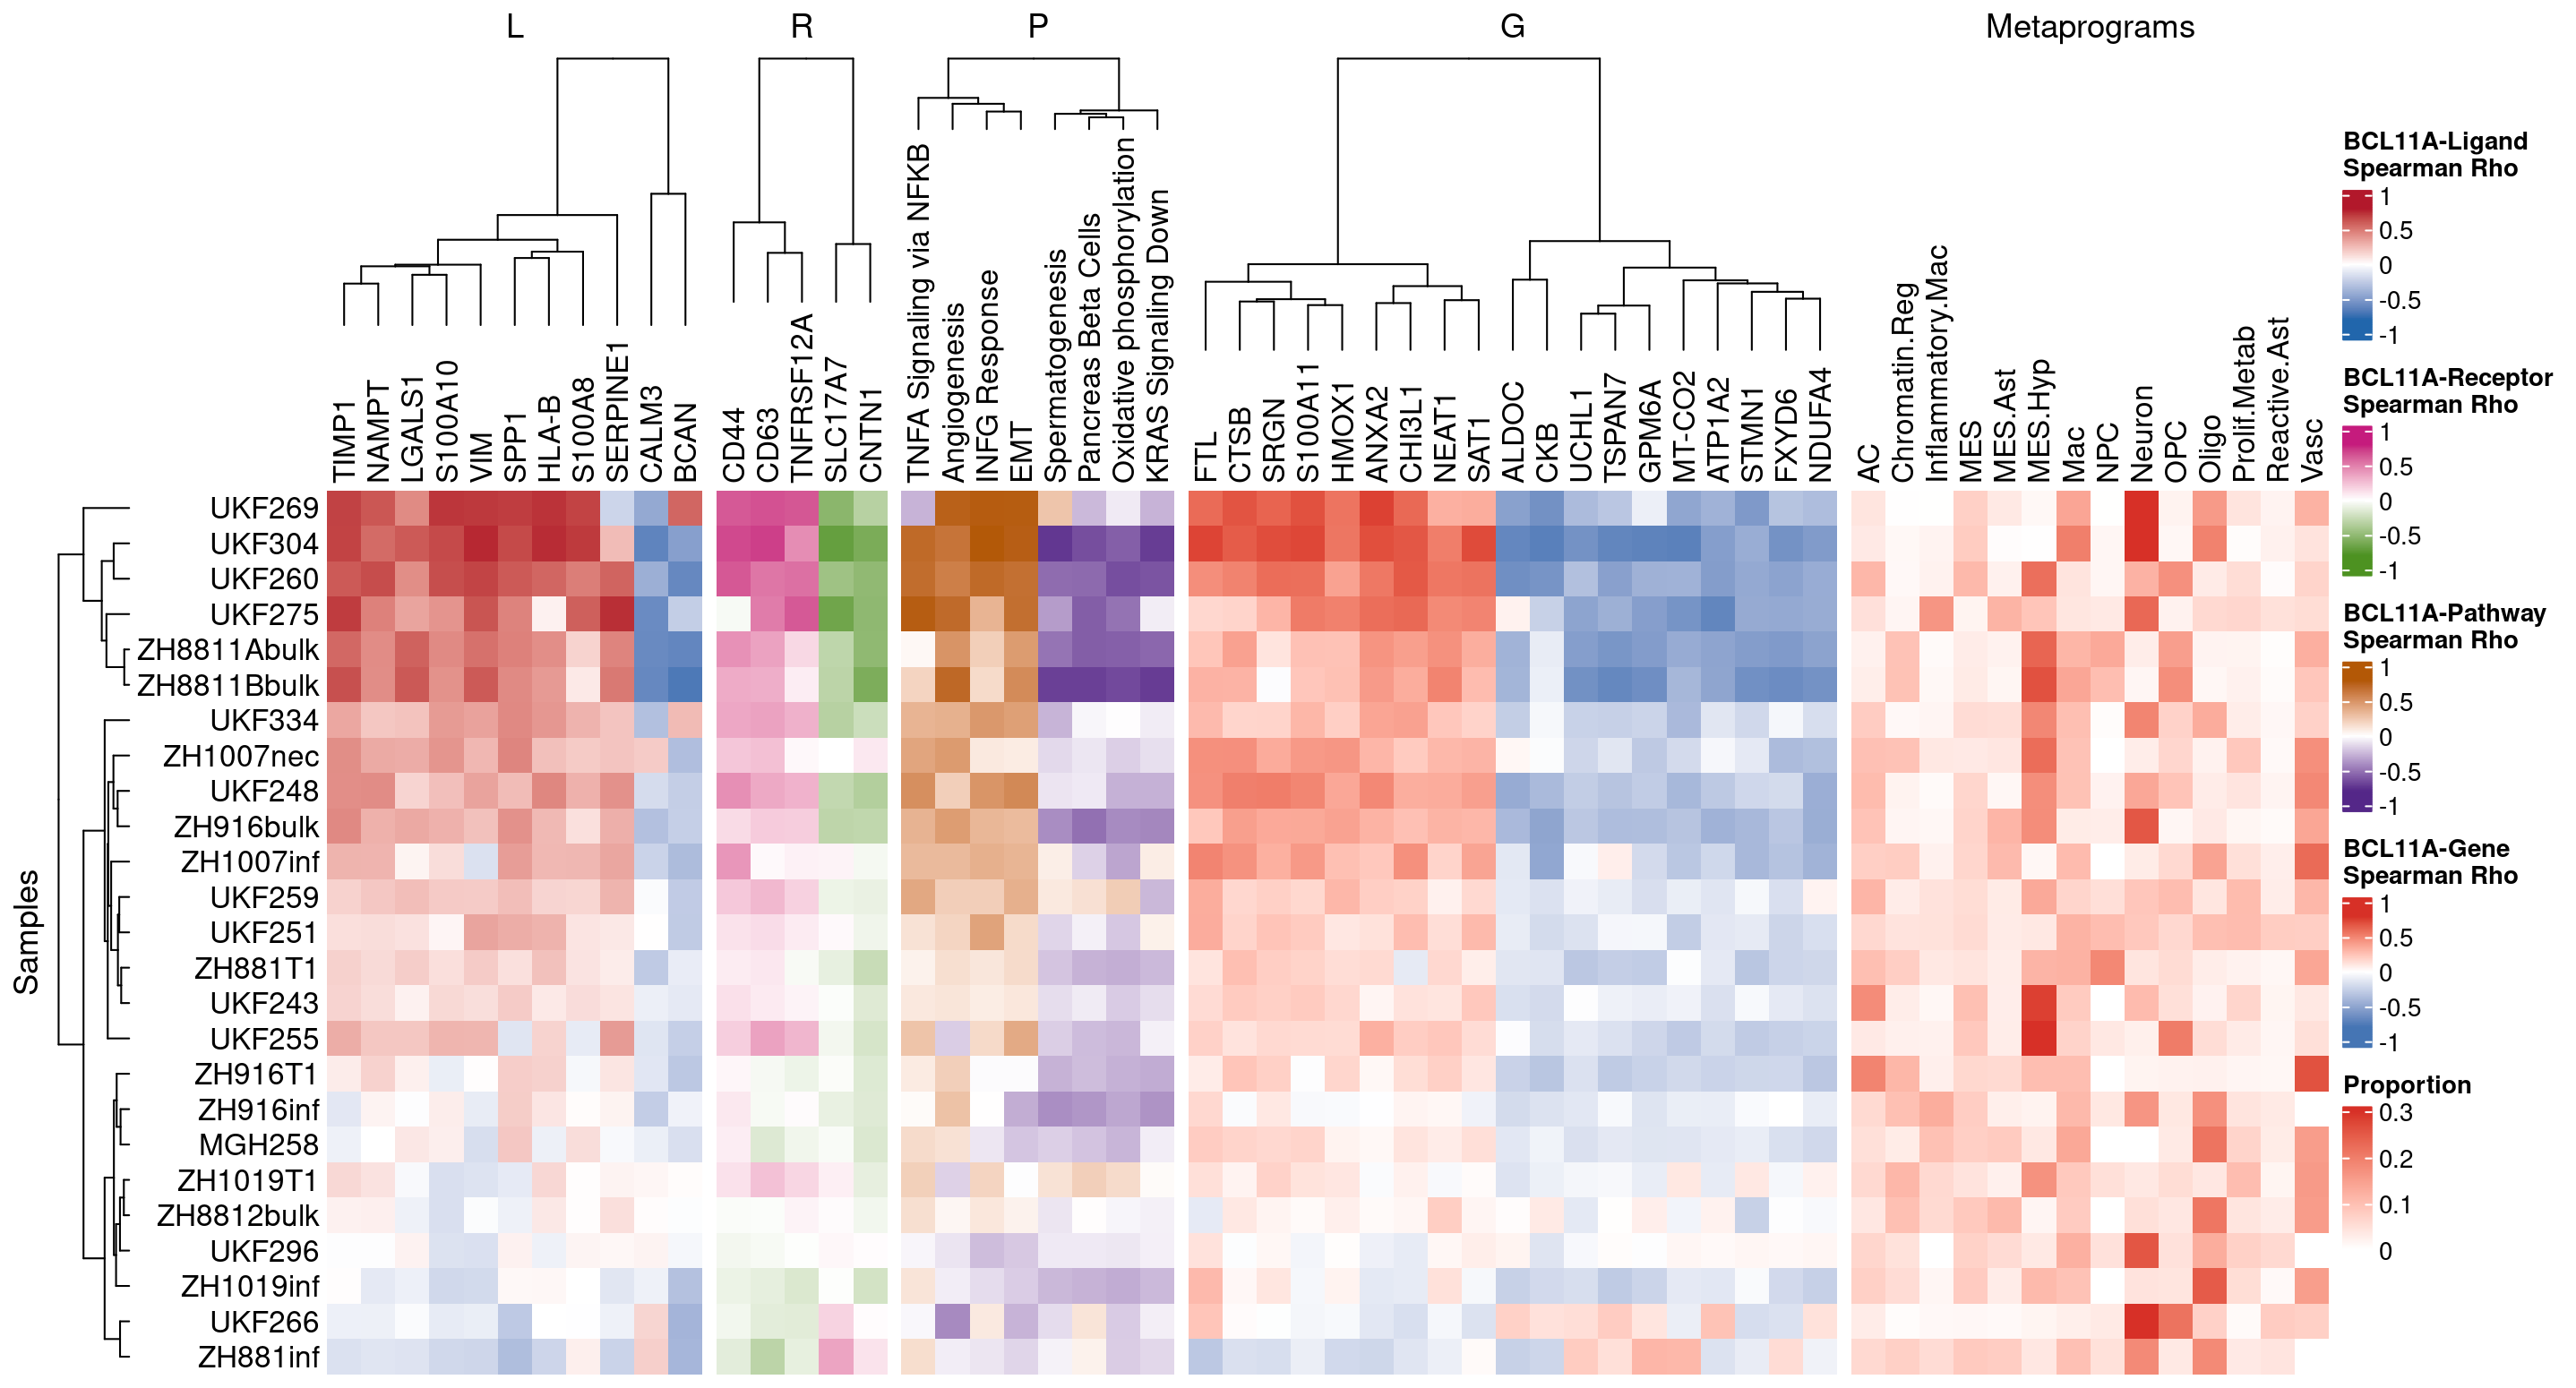 L R P G Metaprograms
TIMP1
NAMPT
LGALS1
S100A10
VIM
SPP1
HLA-B
S100A8
SERPINE1
CALM3
BCAN
CD44
CD63
TNFRSF12A
SLC17A7
CNTN1
TNFA Signaling via NFKB
Angiogenesis
INFG Response
EMT
Spermatogenesis
Pancreas Beta Cells
Oxidative phosphorylation
KRAS Signaling Down
FTL
CTSB
SRGN
S100A11
HMOX1
ANXA2
CHI3L1
NEAT1
SAT1
ALDOC
CKB
UCHL1
TSPAN7
GPM6A
MT-CO2
ATP1A2
STMN1
FXYD6
NDUFA4
AC
Chromatin.Reg
Inflammatory.Mac
MES
MES.Ast
MES.Hyp
Mac
NPC
Neuron
OPC
Oligo
Prolif.Metab
Reactive.Ast
Vasc
Samples
UKF269
UKF304
UKF260
UKF275
ZH8811Abulk
ZH8811Bbulk
UKF334
ZH1007nec
UKF248
ZH916bulk
ZH1007inf
UKF259
UKF251
ZH881T1
UKF243
UKF255
ZH916T1
ZH916inf
MGH258
ZH1019T1
ZH8812bulk
UKF296
ZH1019inf
UKF266
ZH881inf
BCL11A-Ligand
Spearman Rho
1
0.5
0
-0.5
-1
BCL11A-Receptor
Spearman Rho
1
0.5
0
-0.5
-1
BCL11A-Pathway
Spearman Rho
1
0.5
0
-0.5
-1
BCL11A-Gene
Spearman Rho
1
0.5
0
-0.5
-1
Proportion
0.3
0.2
0.1
0